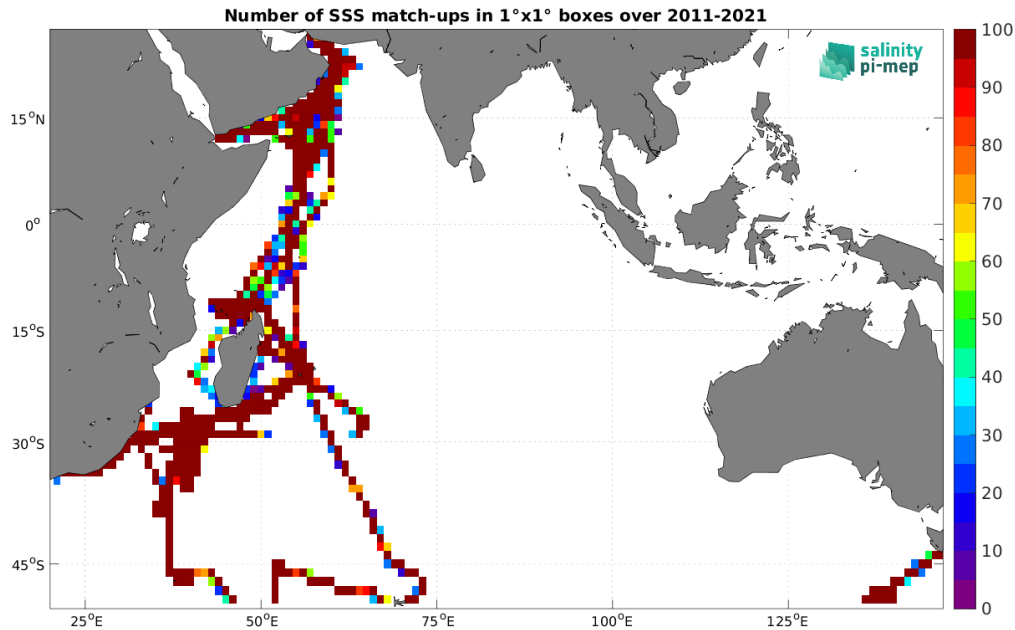 Number of SSS match-ups in 1°x1° boxes over 2011-2021
salinity
pi-mep
15°N
0°
15°S
30°S
45°S
25°E
50°E
75°E
100°E
125°E
100
90
80
70
60
50
40
30
20
10
0